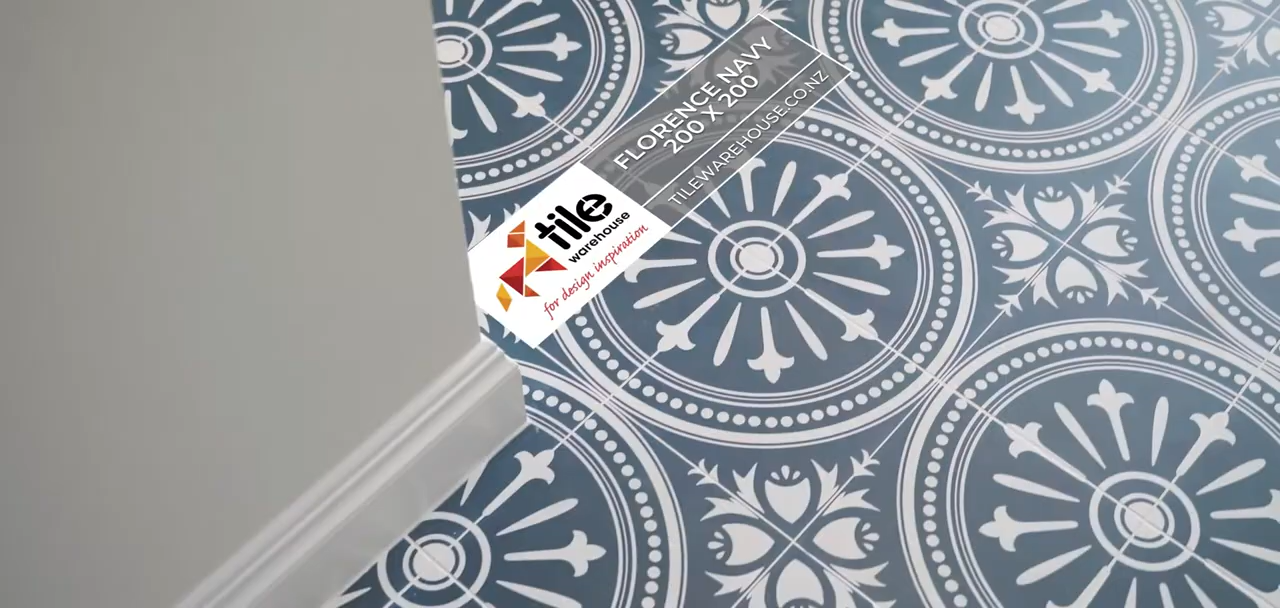 FLORENCE NAVY
200 X 200
TILEWAREHOUSE.CO.NZ
tile
warehouse
for design inspiration